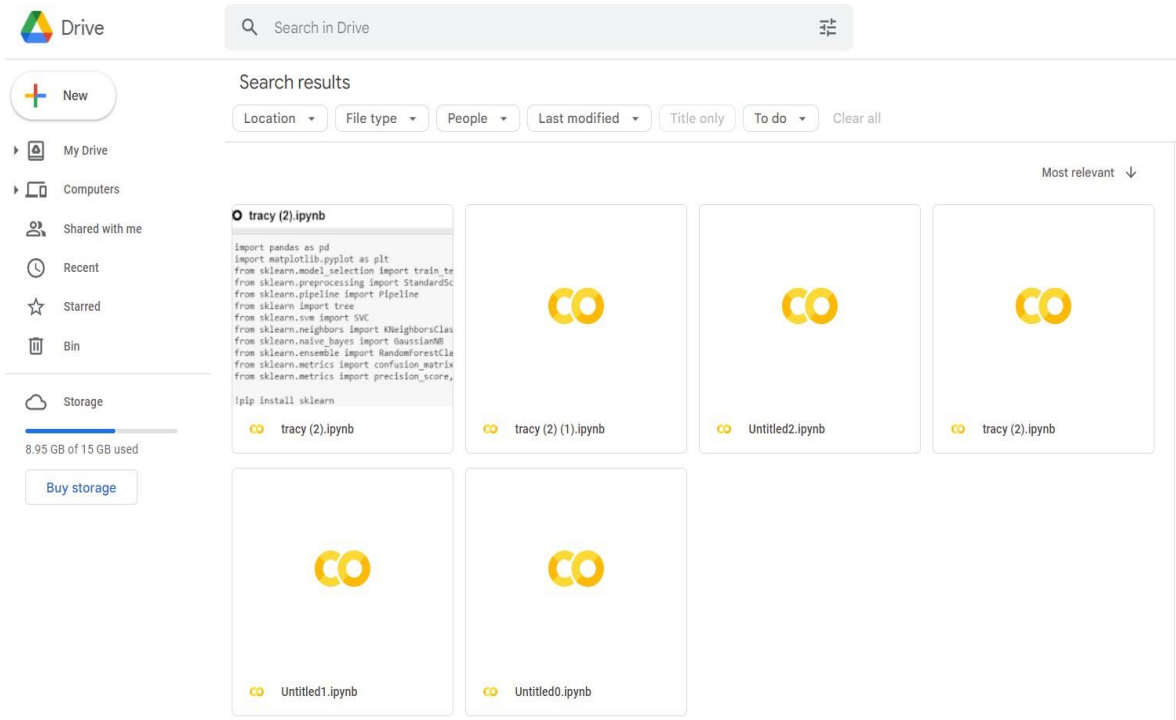 Drive
Search in Drive
New
My Drive
Computers
Shared with me
Recent
Starred
Bin
Storage
8.95 GB of 15 GB used
Buy storage
Search results
Location File type People Last modified Title only To do Clear all
Most relevant
tracy (2).ipynb
import pandas as pd
import matplotlib.pyplot as plt
from sklearn.model_selection import train_te
from sklearn.preprocessing import StandardSc
from sklearn.pipeline import Pipeline
from sklearn import tree
from sklearn.svm import SVC
from sklearn.neighbors import KNeighborsClas
from sklearn.naive_bayes import GaussianNB
from sklearn.ensemble import RandomForestCla
from sklearn.metrics import confusion_matrix
from sklearn.metrics import precision_score,
!pip install sklearn
CO tracy (2).ipynb
CO
CO tracy (2) (1).ipynb
CO
CO Untitled2.ipynb
CO
CO tracy (2).ipynb
CO
CO Untitled1.ipynb
CO
CO Untitled0.ipynb